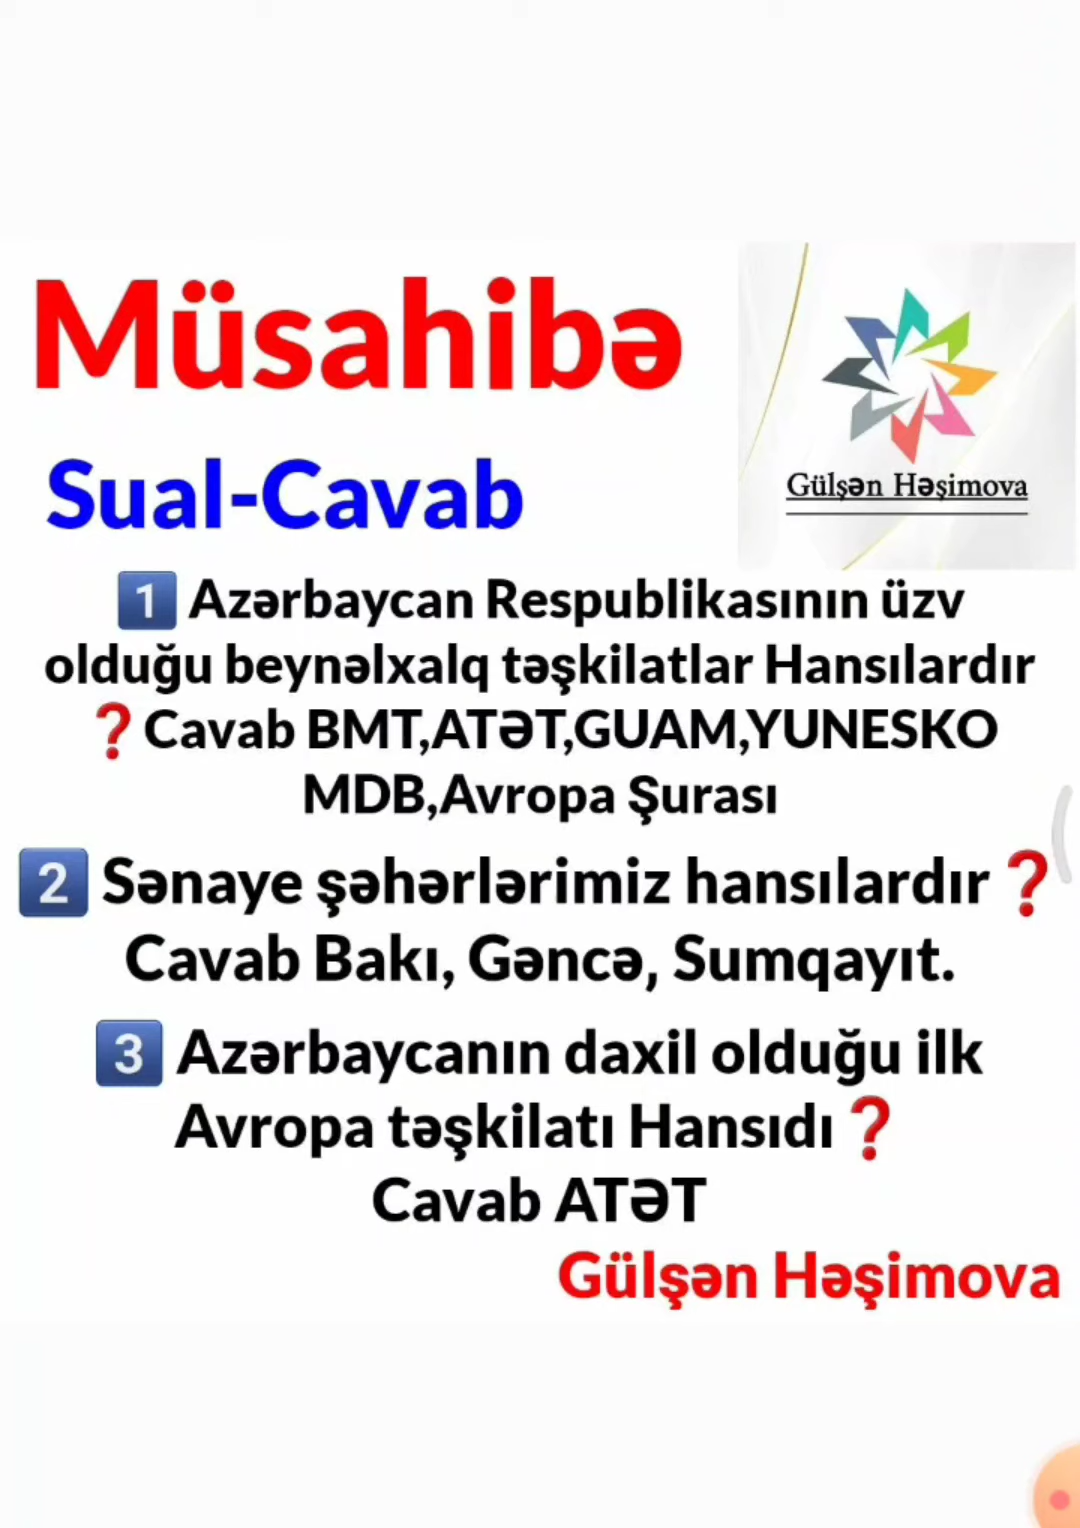 Müsahibə
Gülşən Həşimova
Sual-Cavab
1 Azərbaycan Respublikasının üzv
olduğu beynəlxalq təşkilatlar Hansılardır
❓Cavab BMT,ATƏT,GUAM,YUNESKO
MDB,Avropa Şurası
2 Sənaye şəhərlərimiz hansılardır❓
Cavab Bakı, Gəncə, Sumqayıt.
3 Azərbaycanın daxil olduğu ilk
Avropa təşkilatı Hansıdı❓
Cavab ATƏT
Gülşən Həşimova